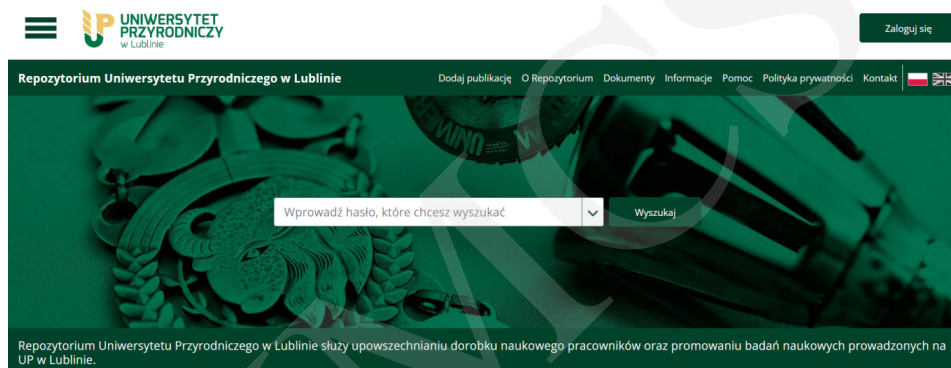 UNIWERSYTET
PRZYRODNICZY
w Lublinie
Zaloguj się
Repozytorium Uniwersytetu Przyrodniczego w Lublinie
Dodaj publikację O Repozytorium Dokumenty Informacje Pomoc Polityka prywatności Kontakt
Wprowadź hasło, które chcesz wyszukać
Wyszukaj
Repozytorium Uniwersytetu Przyrodniczego w Lublinie służy upowszechnianiu dorobku naukowego pracowników oraz promowaniu badań naukowych prowadzonych na
UP w Lublinie.